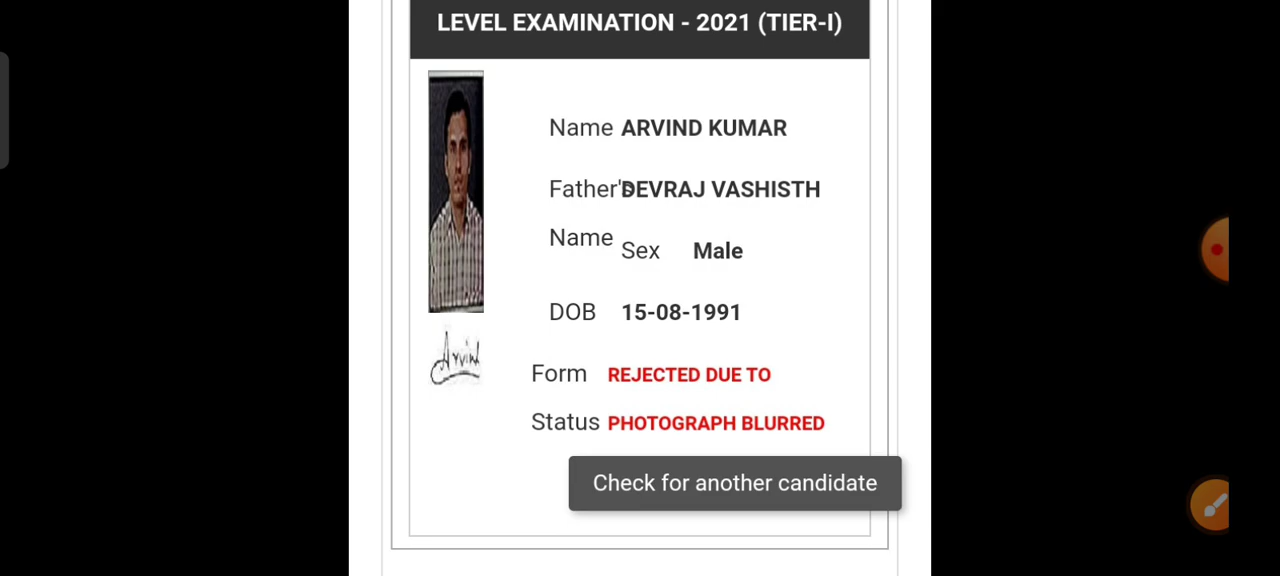 LEVEL EXAMINATION - 2021 (TIER-I)
Name ARVIND KUMAR
Father's DEVRAJ VASHISTH
Name
Sex Male
DOB 15-08-1991
Arvind
Form REJECTED DUE TO
Status PHOTOGRAPH BLURRED
Check for another candidate